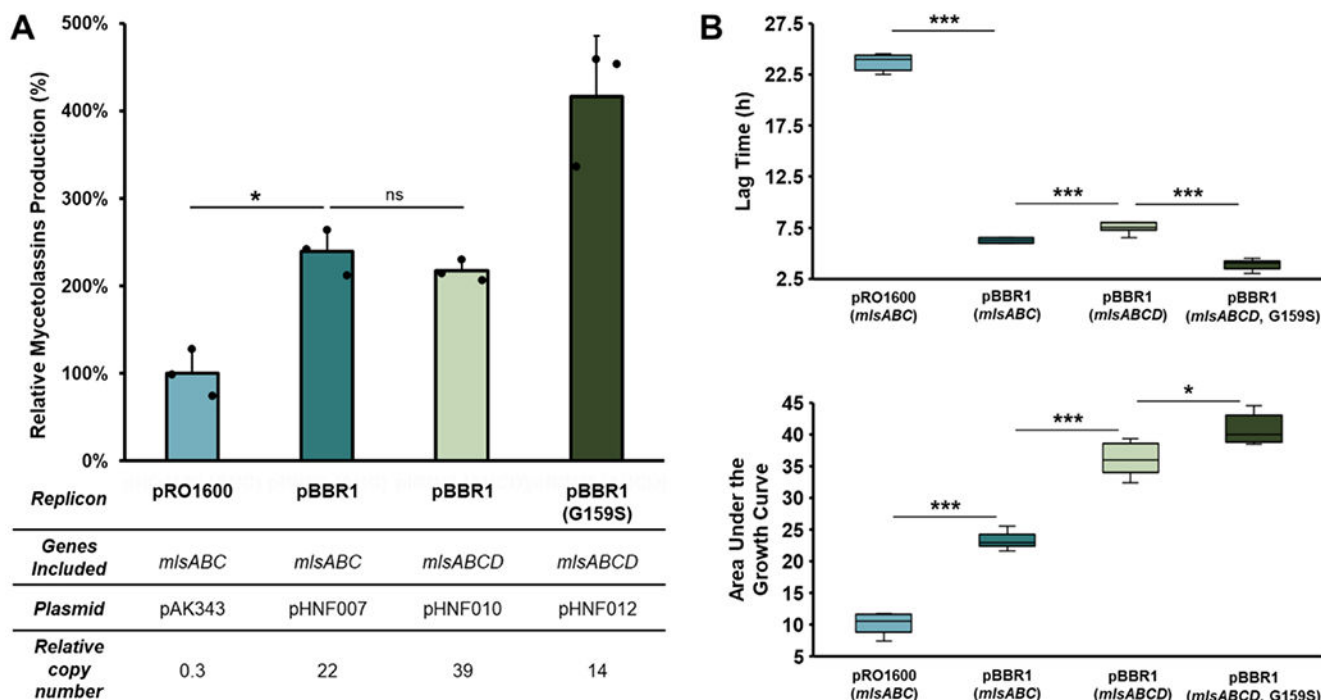 A
Relative Mycetolassins Production (%)
500%
400%
300%
200%
100%
0%
*
ns
Replicon pRO1600 pBBR1 pBBR1 pBBR1
(G159S)
Genes
Included mlsABC mlsABC mlsABCD mlsABCD
Plasmid pAK343 pHNF007 pHNF010 pHNF012
Relative
copy
number 0.3 22 39 14
B
Lag Time (h)
27.5
22.5
17.5
12.5
7.5
2.5
***
***
***
pRO1600 pBBR1 pBBR1 pBBR1
(mlsABC) (mlsABC) (mlsABCD) (mlsABCD, G159S)
Area Under the
Growth Curve
45
40
35
30
25
20
15
10
5
***
***
*
pRO1600 pBBR1 pBBR1 pBBR1
(mlsABC) (mlsABC) (mlsABCD) (mlsABCD, G159S)